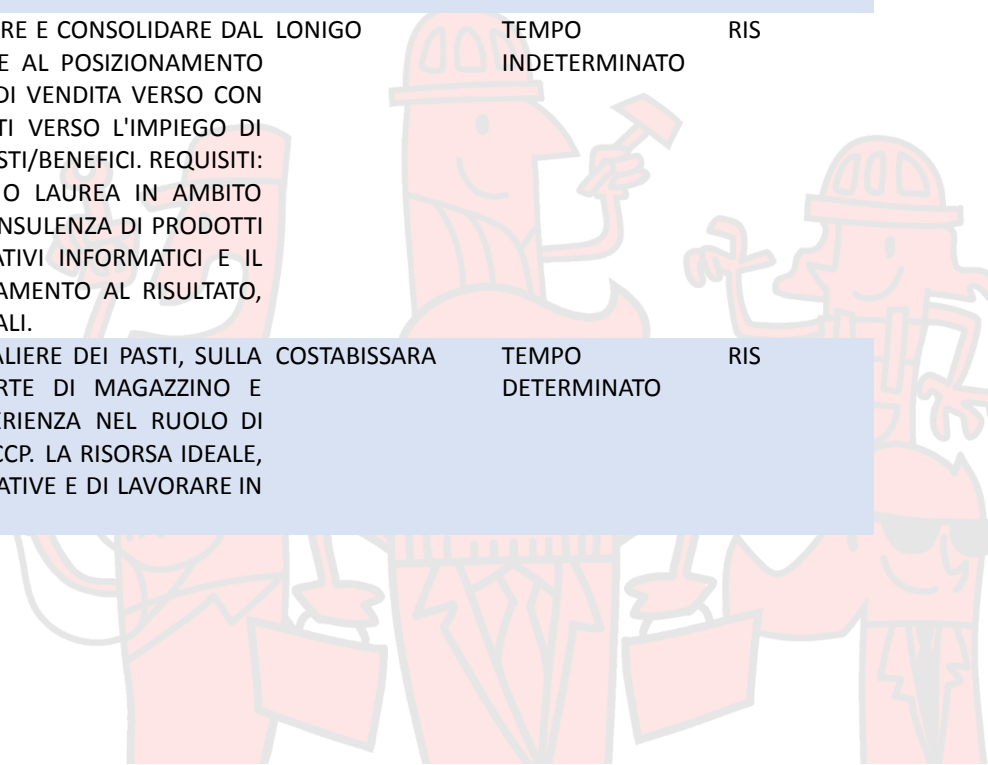 RE E CONSOLIDARE DAL LONIGO TEMPO RIS
E AL POSIZIONAMENTO INDETERMINATO
DI VENDITA VERSO CON
TI VERSO L'IMPIEGO DI
STI/BENEFICI. REQUISITI:
O LAUREA IN AMBITO
NSULENZA DI PRODOTTI
ATIVI INFORMATICI E IL
AMENTO AL RISULTATO,
ALI.
ALIERE DEI PASTI, SULLA COSTABISSARA TEMPO RIS
RTE DI MAGAZZINO E DETERMINATO
ERIENZA NEL RUOLO DI
CCP. LA RISORSA IDEALE,
ATIVE E DI LAVORARE IN